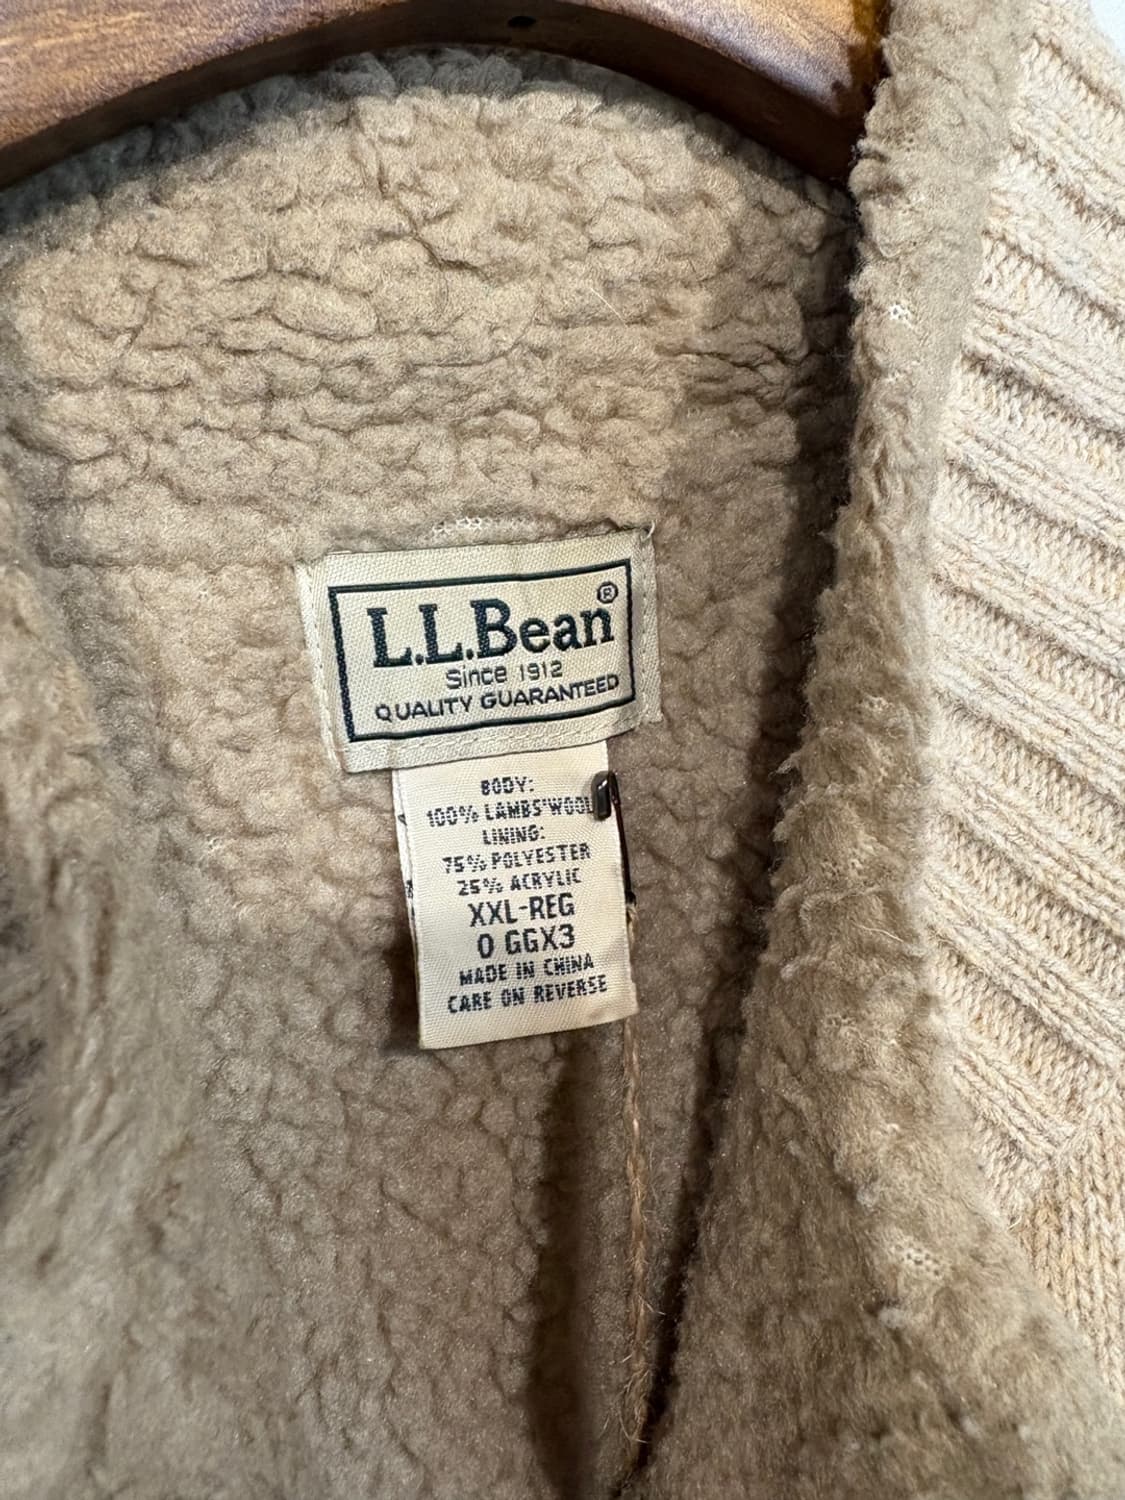 L.L.Bean®
Since 1912
QUALITY GUARANTEED
BODY:
100% LAMBS'WOOL
LINING:
75% POLYESTER
25% ACRYLIC
XXL-REG
0 GGX3
MADE IN CHINA
CARE ON REVERSE